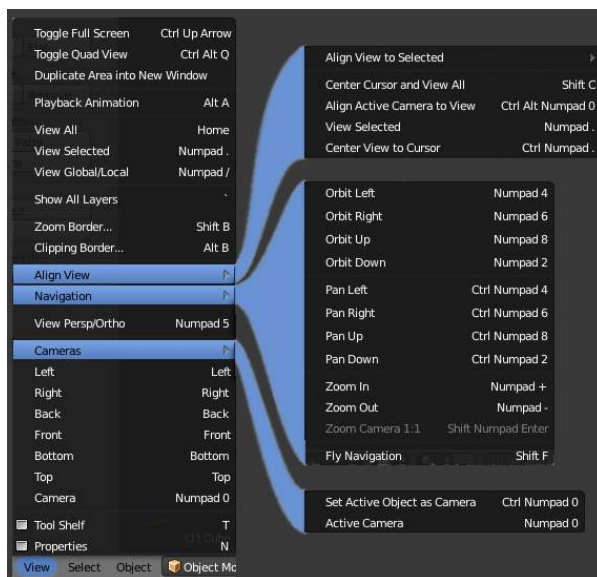 Toggle Full Screen Ctrl Up Arrow
Toggle Quad View Ctrl Alt Q
Duplicate Area into New Window
Playback Animation Alt A
View All Home
View Selected Numpad .
View Global/Local Numpad /
Show All Layers `
Zoom Border... Shift B
Clipping Border... Alt B
Align View
Navigation
View Persp/Ortho Numpad 5
Cameras
Left Left
Right Right
Back Back
Front Front
Bottom Bottom
Top Top
Camera Numpad 0
Tool Shelf T
Properties N
View Select Object Object Mo
Align View to Selected
Center Cursor and View All Shift C
Align Active Camera to View Ctrl Alt Numpad 0
View Selected Numpad .
Center View to Cursor Ctrl Numpad .
Orbit Left Numpad 4
Orbit Right Numpad 6
Orbit Up Numpad 8
Orbit Down Numpad 2
Pan Left Ctrl Numpad 4
Pan Right Ctrl Numpad 6
Pan Up Ctrl Numpad 8
Pan Down Ctrl Numpad 2
Zoom In Numpad +
Zoom Out Numpad -
Zoom Camera 1:1 Shift Numpad Enter
Fly Navigation Shift F
Set Active Object as Camera Ctrl Numpad 0
Active Camera Numpad 0